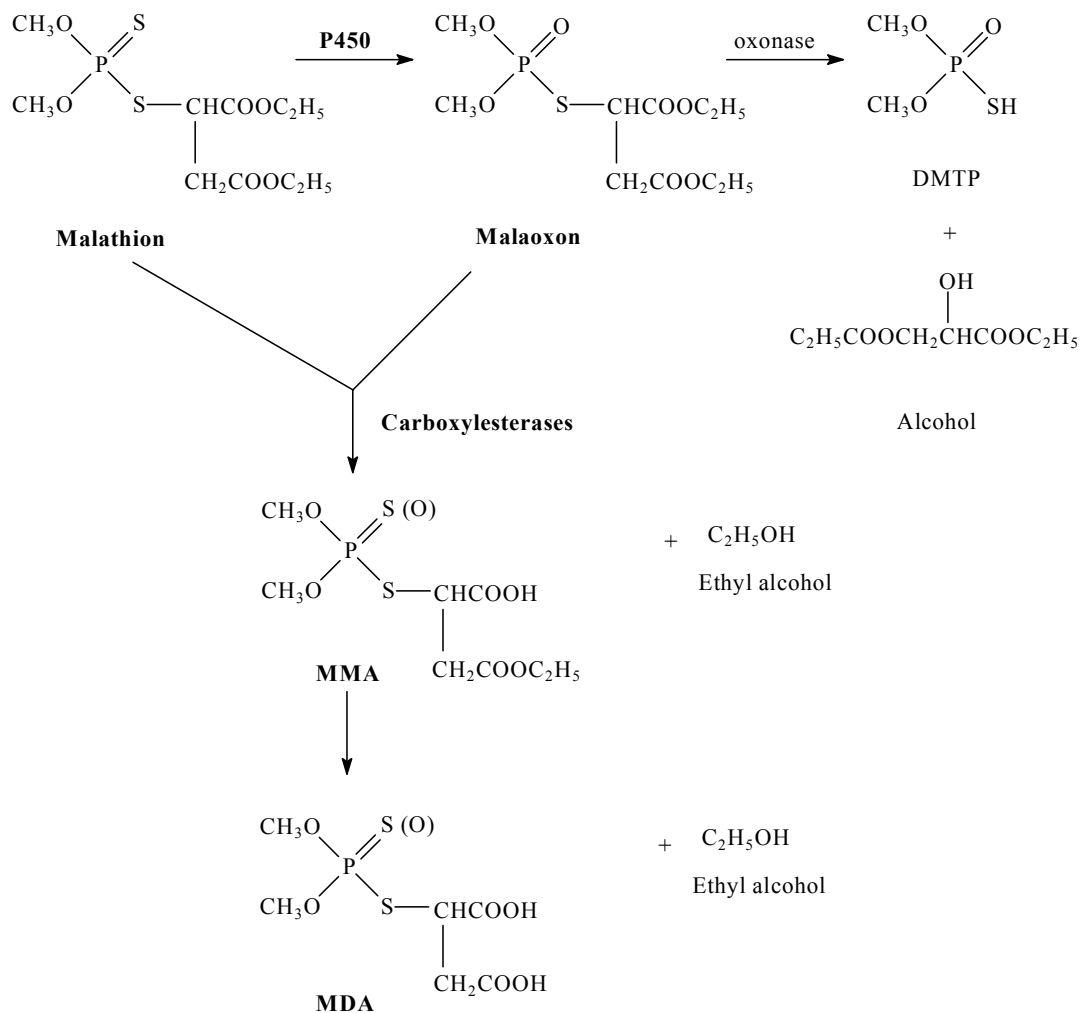 CH₃O S P450 CH₃O O oxonase CH₃O O
P P P
CH₃O S CHCOOC₂H₅ CH₃O S CHCOOC₂H₅ CH₃O SH
CH₂COOC₂H₅ CH₂COOC₂H₅ DMTP
Malathion Malaoxon +
OH
C₂H₅COOCH₂CHCOOC₂H₅
Carboxylesterases Alcohol
CH₃O S (O) + C₂H₅OH
P Ethyl alcohol
CH₃O S CHCOOH
MMA CH₂COOC₂H₅
CH₃O S (O) + C₂H₅OH
P Ethyl alcohol
CH₃O S CHCOOH
CH₂COOH
MDA